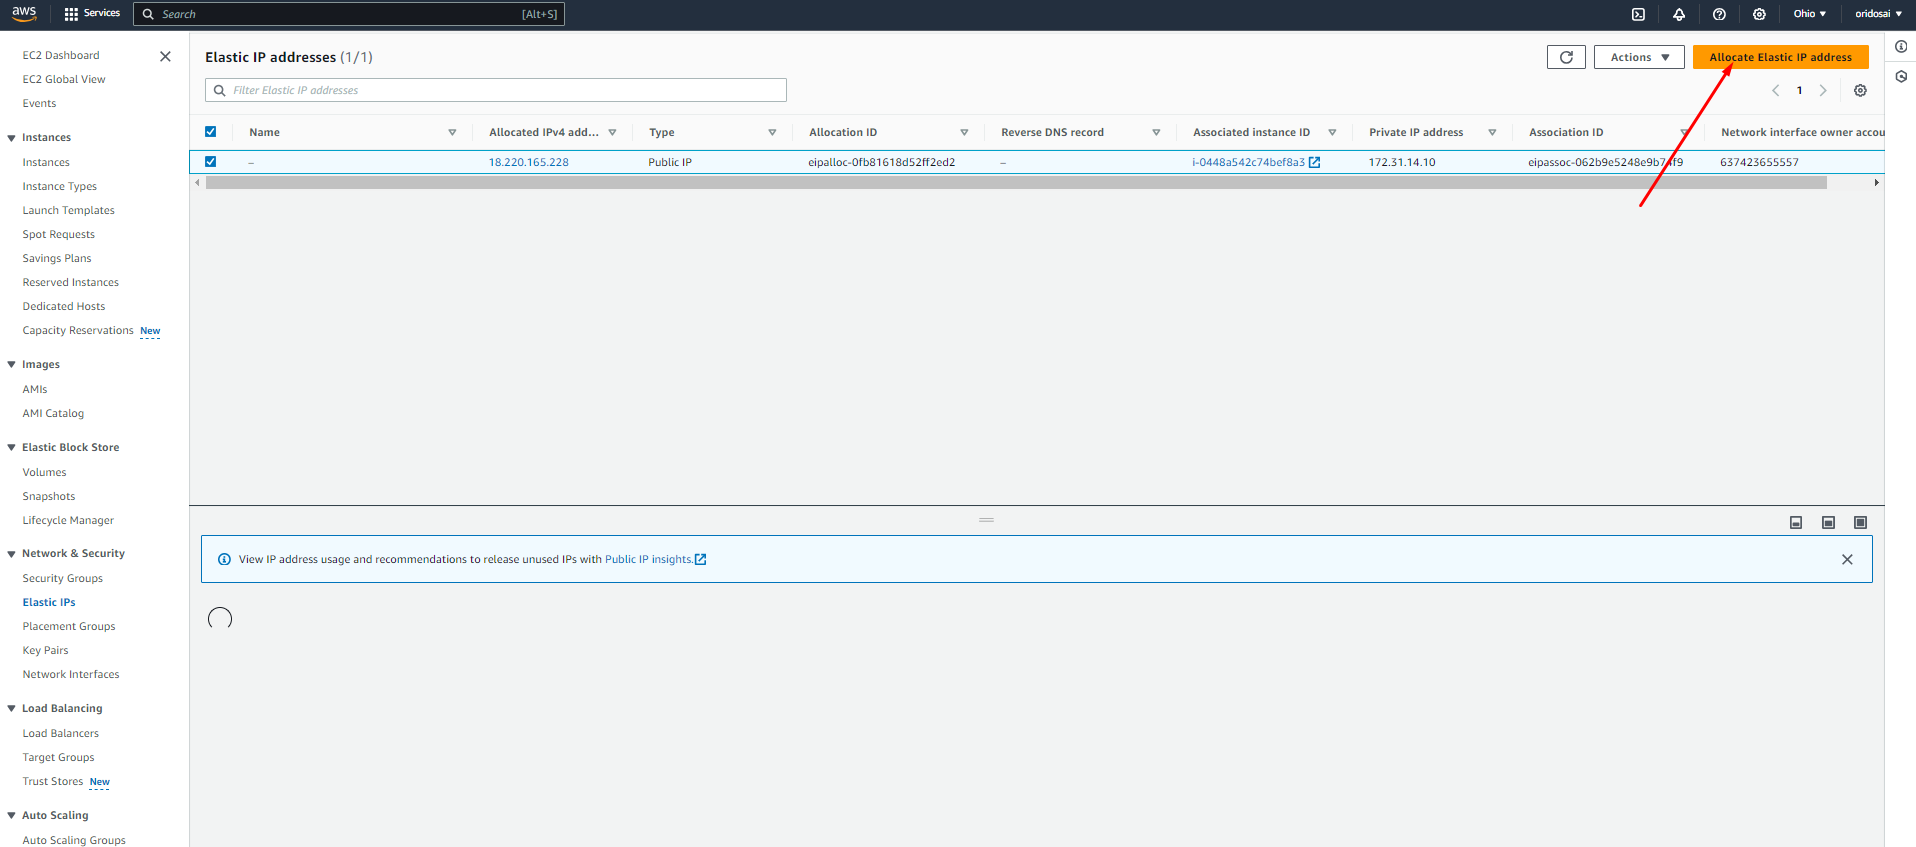 aws Services Search [Alt+S] Ohio oridosai
EC2 Dashboard
EC2 Global View
Events
Instances
Instances
Instance Types
Launch Templates
Spot Requests
Savings Plans
Reserved Instances
Dedicated Hosts
Capacity Reservations New
Images
AMIs
AMI Catalog
Elastic Block Store
Volumes
Snapshots
Lifecycle Manager
Network & Security
Security Groups
Elastic IPs
Placement Groups
Key Pairs
Network Interfaces
Load Balancing
Load Balancers
Target Groups
Trust Stores New
Auto Scaling
Auto Scaling Groups
Elastic IP addresses (1/1) Actions Allocate Elastic IP address
Filter Elastic IP addresses 1
Name Allocated IPv4 add... Type Allocation ID Reverse DNS record Associated instance ID Private IP address Association ID Network interface owner accou
– 18.220.165.228 Public IP eipalloc-0fb81618d52ff2ed2 – i-0448a542c74bef8a3 172.31.14.10 637423655557
View IP address usage and recommendations to release unused IPs with Public IP insights.